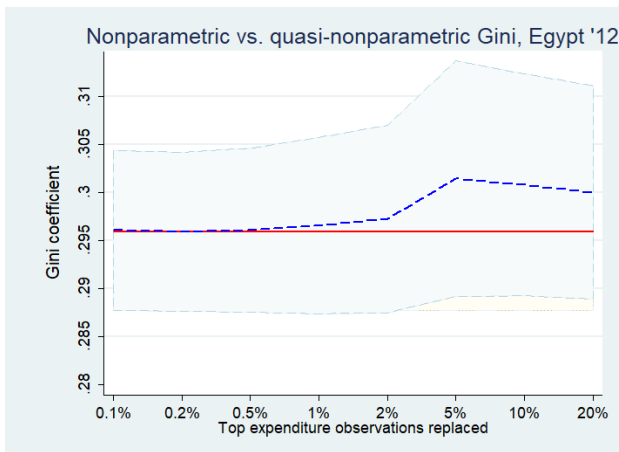 Nonparametric vs. quasi-nonparametric Gini, Egypt '12
.31
.305
.3
.295
.29
.285
.28
Gini coefficient
0.1% 0.2% 0.5% 1% 2% 5% 10% 20%
Top expenditure observations replaced